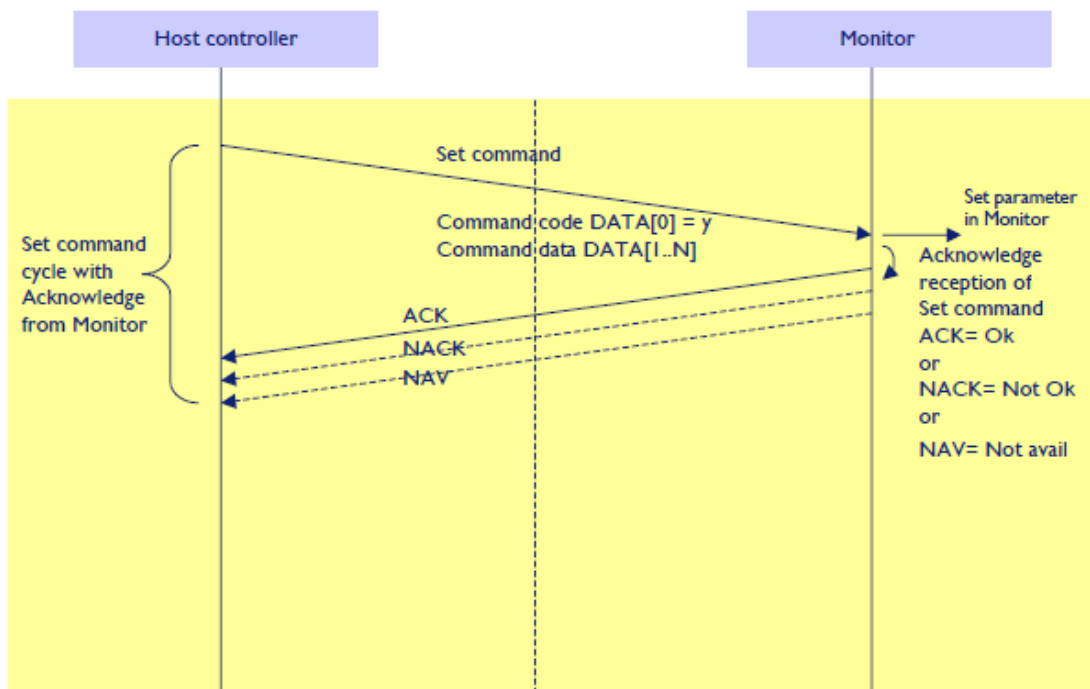 Host controller
Monitor
Set command
Command code DATA[0] = y
Command data DATA[1..N]
Set parameter
in Monitor
Set command
cycle with
Acknowledge
from Monitor
Acknowledge
reception of
Set command
ACK= Ok
or
NACK= Not Ok
or
NAV= Not avail
ACK
NACK
NAV